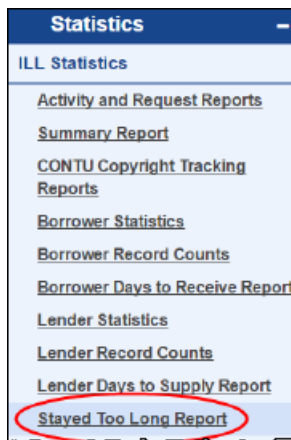 Statistics
ILL Statistics
Activity and Request Reports
Summary Report
CONTU Copyright Tracking
Reports
Borrower Statistics
Borrower Record Counts
Borrower Days to Receive Report
Lender Statistics
Lender Record Counts
Lender Days to Supply Report
Stayed Too Long Report